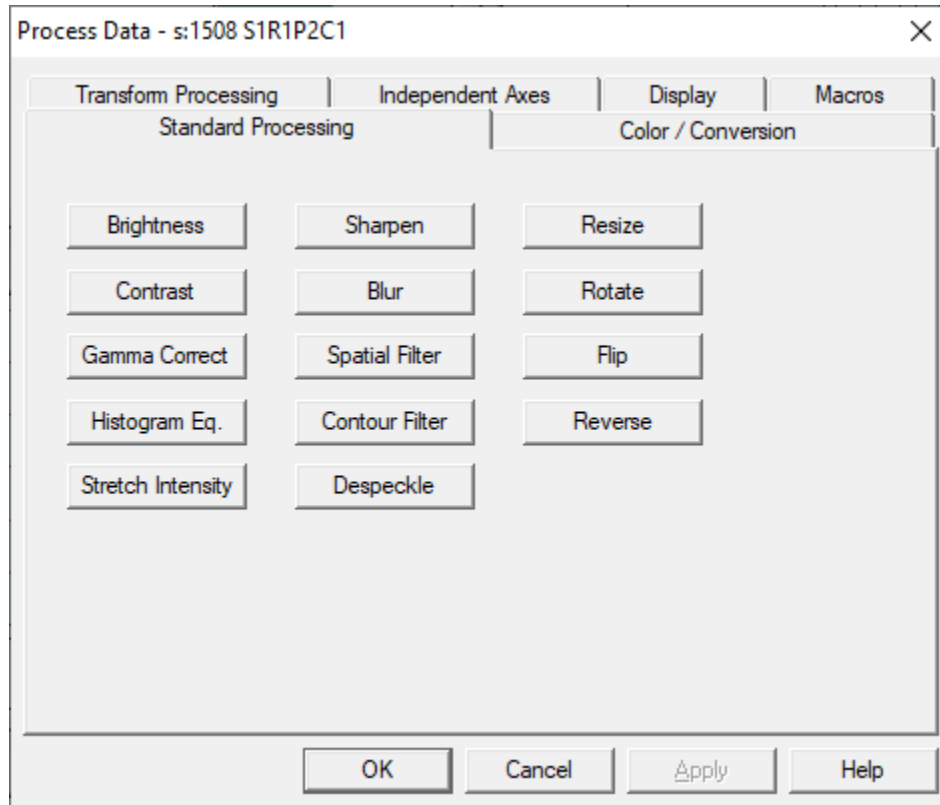 Process Data - s:1508 S1R1P2C1
Transform Processing Independent Axes Display Macros
Standard Processing Color / Conversion
Brightness Sharpen Resize
Contrast Blur Rotate
Gamma Correct Spatial Filter Flip
Histogram Eq. Contour Filter Reverse
Stretch Intensity Despeckle
OK Cancel Apply Help